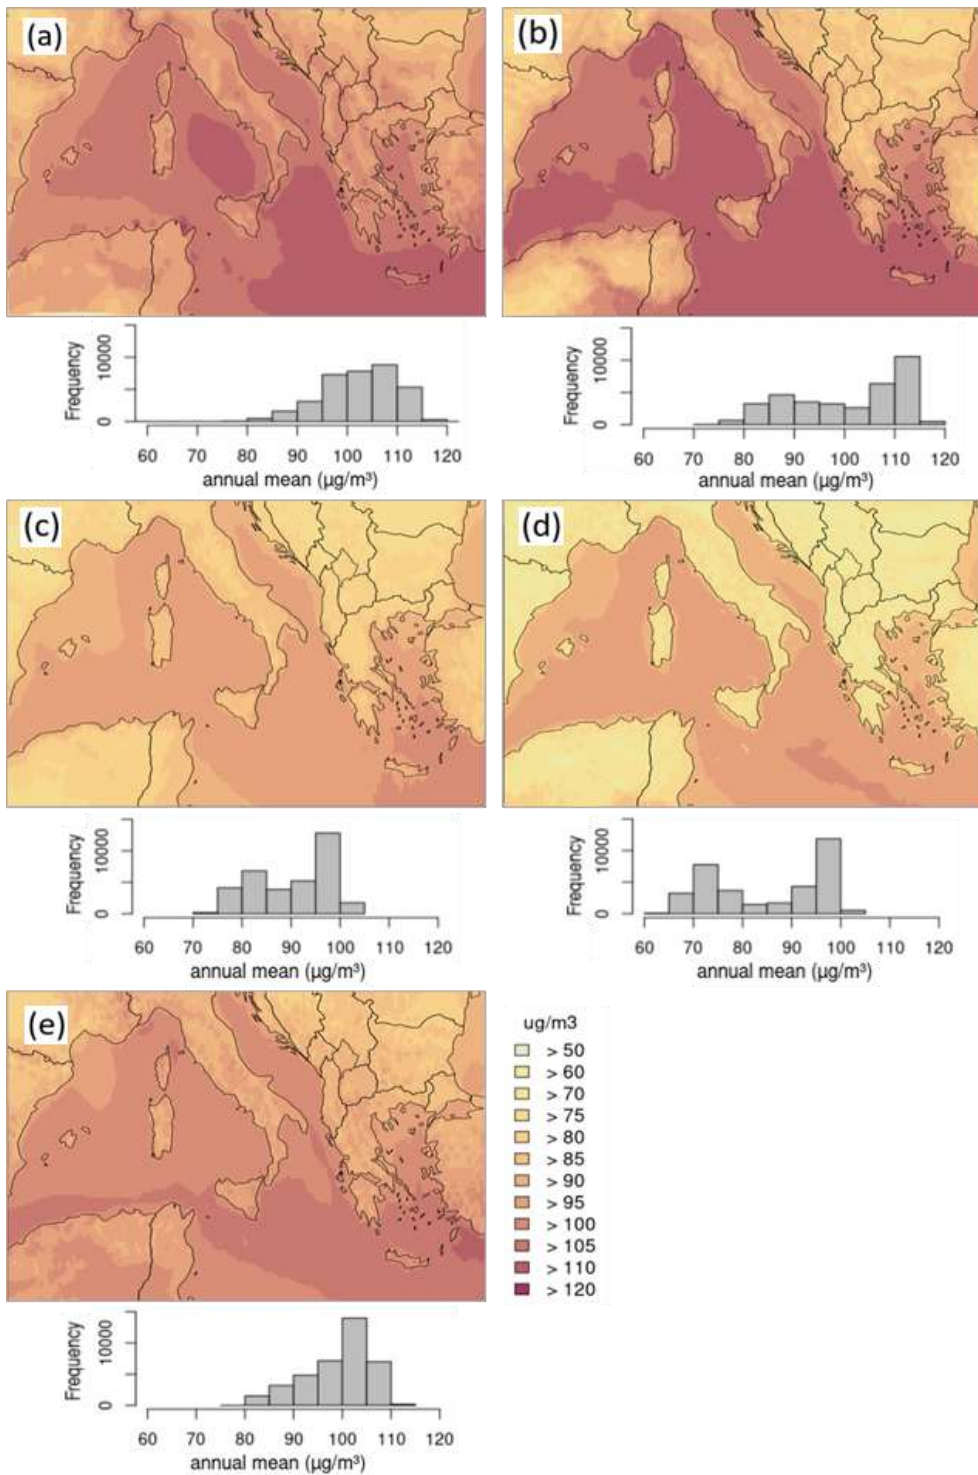 (a)
(b)
Frequency
0 10000
60 70 80 90 100 110 120
annual mean (µg/m³)
Frequency
0 10000
60 70 80 90 100 110 120
annual mean (µg/m³)
(c)
(d)
Frequency
0 10000
60 70 80 90 100 110 120
annual mean (µg/m³)
Frequency
0 10000
60 70 80 90 100 110 120
annual mean (µg/m³)
(e)
ug/m3
> 50
> 60
> 70
> 75
> 80
> 85
> 90
> 95
> 100
> 105
> 110
> 120
Frequency
0 10000
60 70 80 90 100 110 120
annual mean (µg/m³)